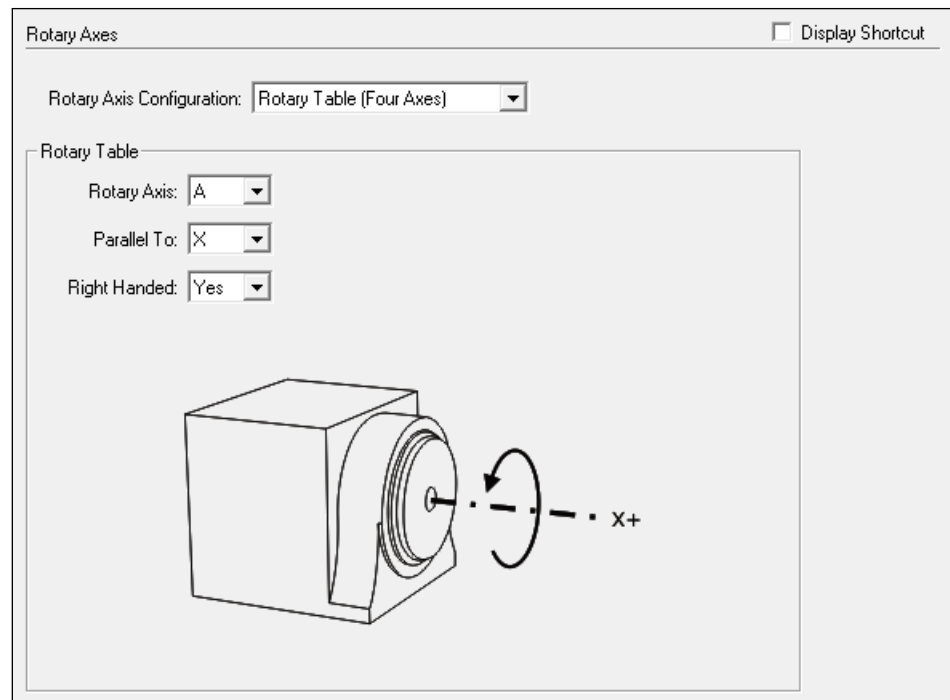 Rotary Axes
Display Shortcut
Rotary Axis Configuration: Rotary Table (Four Axes)
Rotary Table
Rotary Axis: A
Parallel To: X
Right Handed: Yes
X+